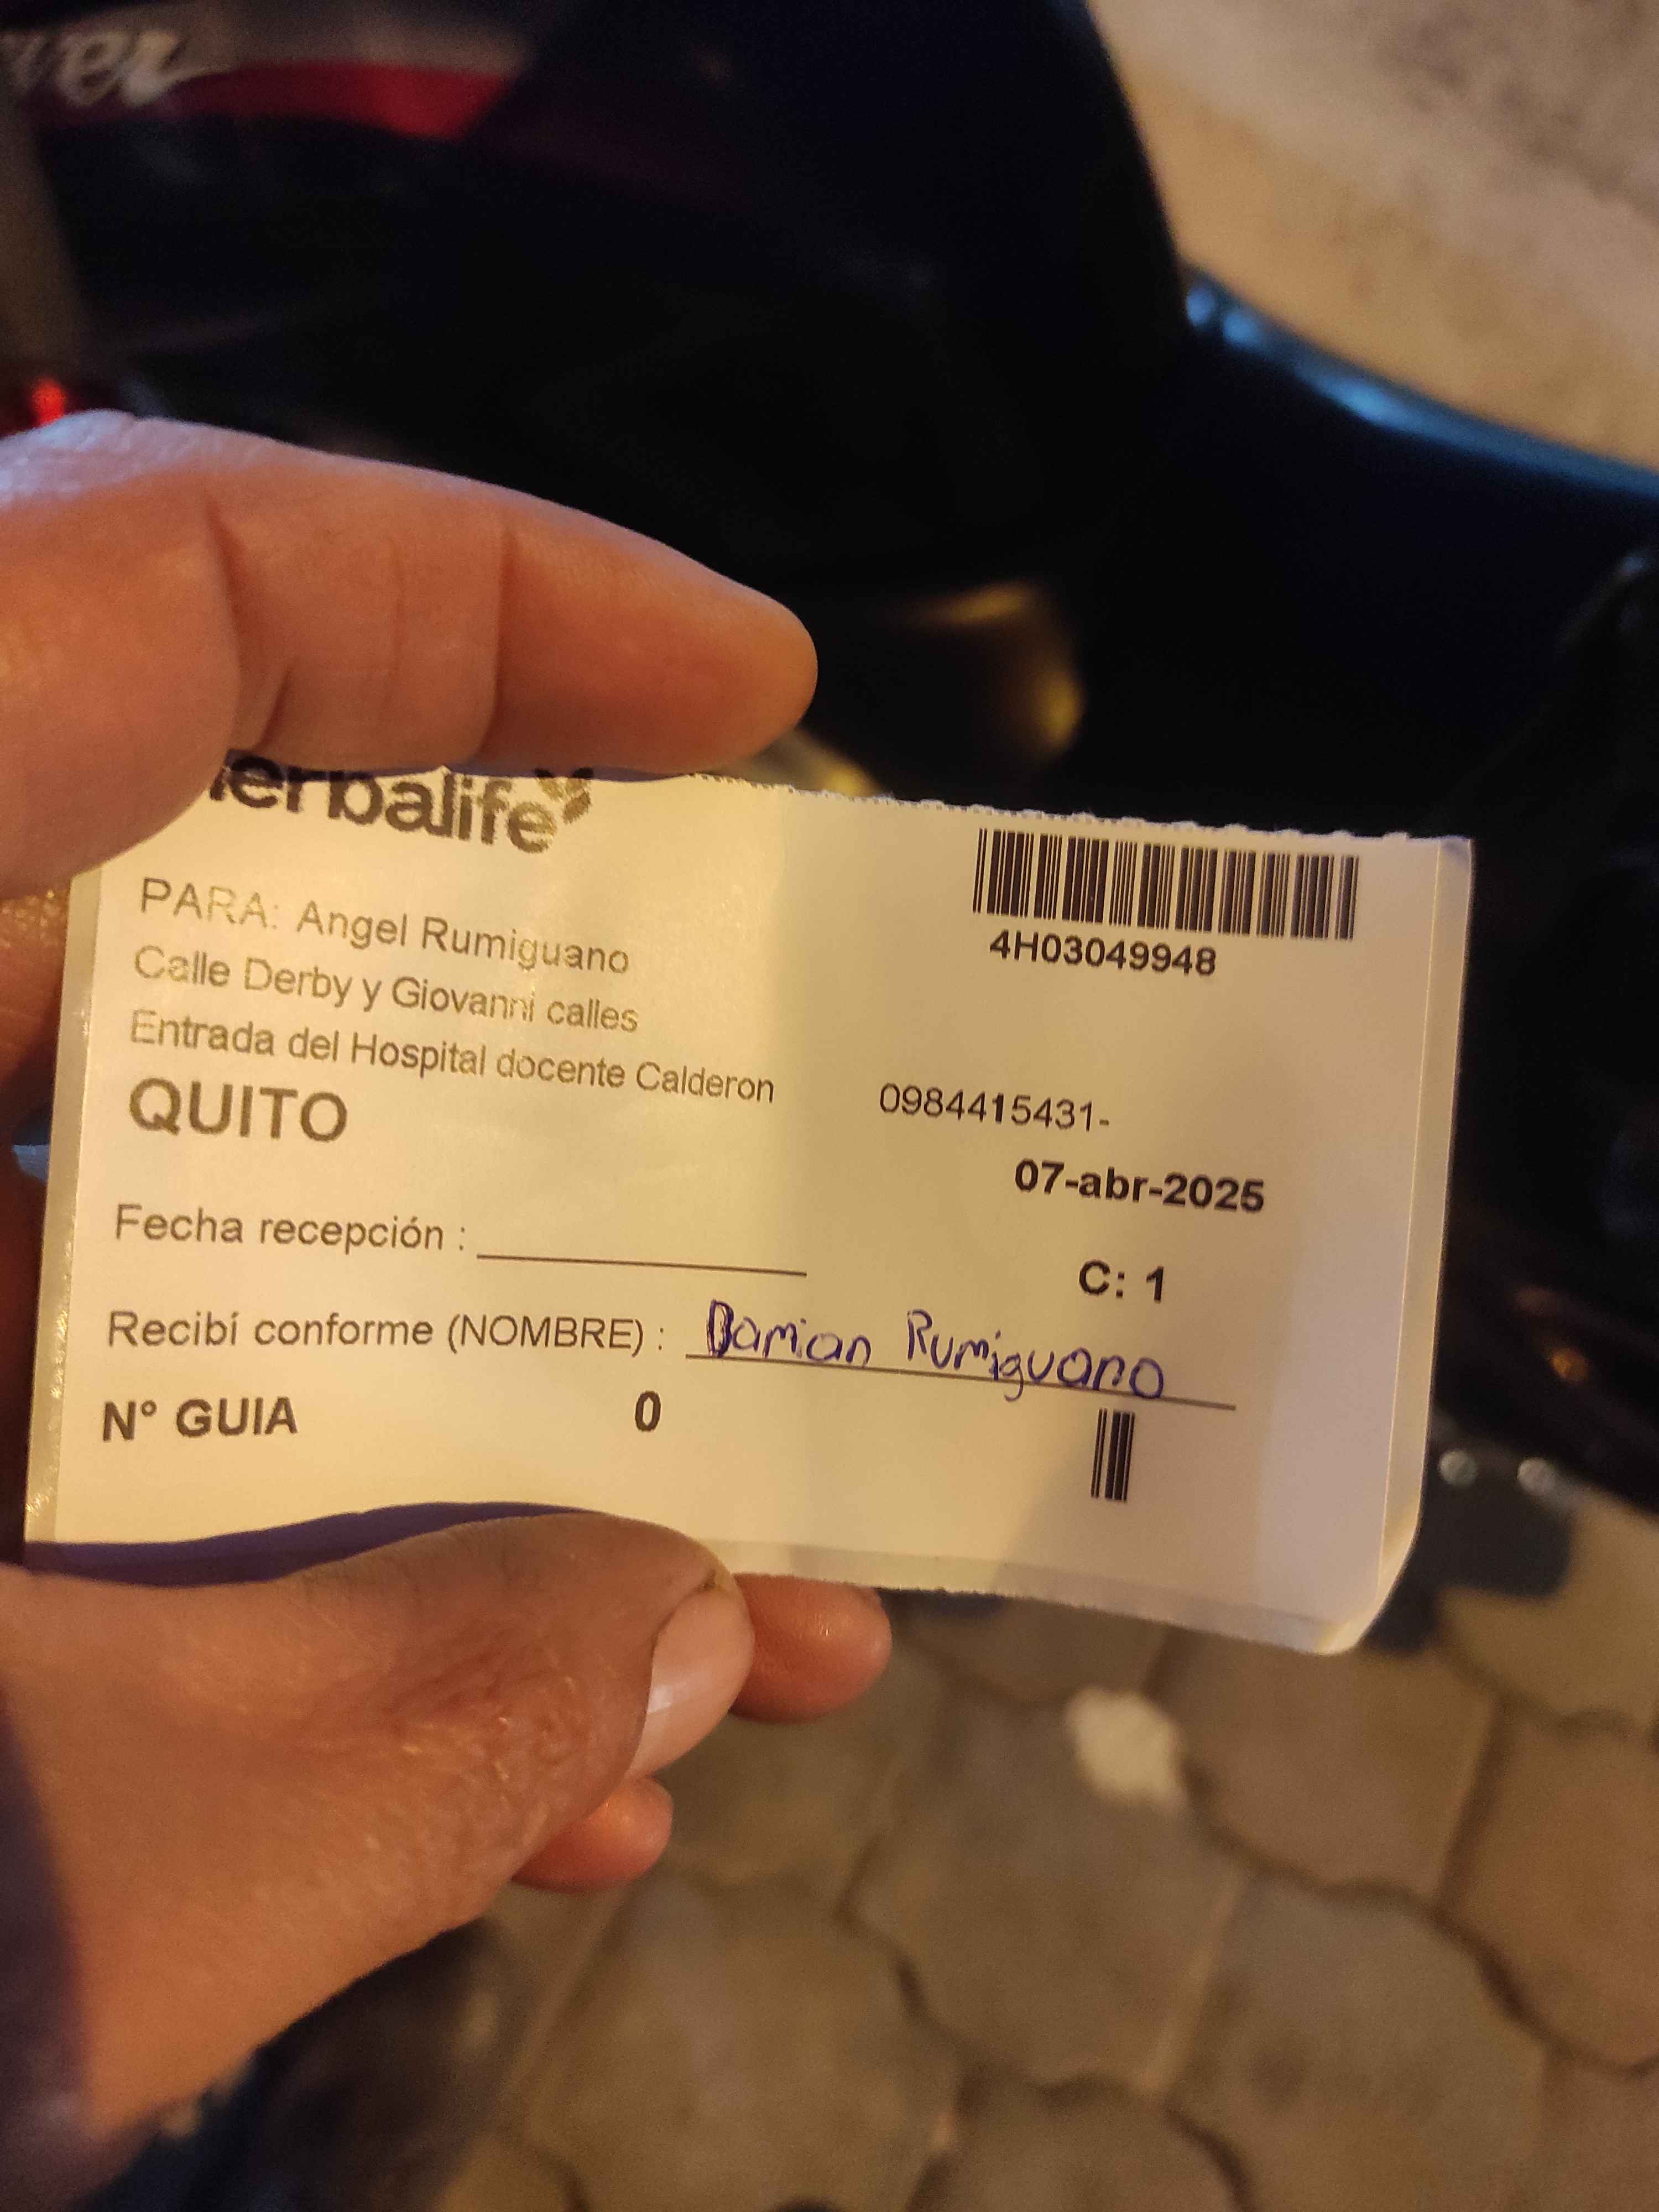 herbalife
PARA: Angel Rumiguano
Calle Derby y Giovanni calles
Entrada del Hospital docente Calderon
QUITO
4H03049948
0984415431-
07-abr-2025
Fecha recepción :
C: 1
Recibí conforme (NOMBRE) : Damian Rumiguano
N° GUIA 0